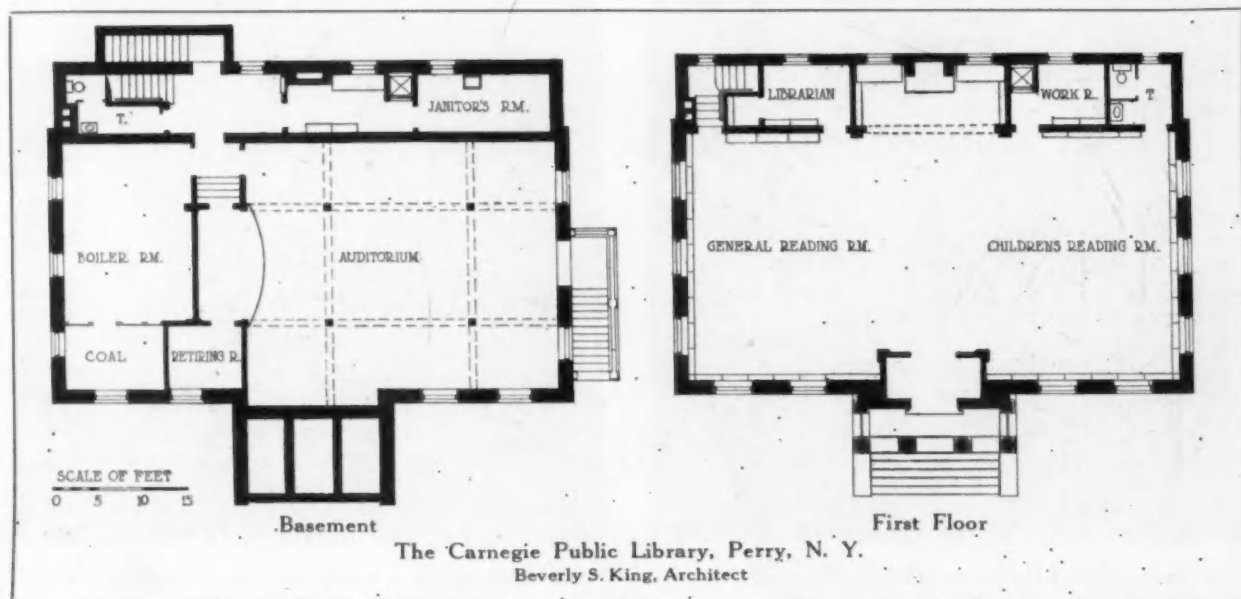 T.
JANITOR'S RM.
BOILER RM.
AUDITORIUM
COAL
RETIRING R.
SCALE OF FEET
0 5 10 15
Basement
LIBRARIAN
WORK R.
T.
GENERAL READING RM.
CHILDRENS READING RM.
First Floor
The Carnegie Public Library, Perry, N. Y.
Beverly S. King, Architect